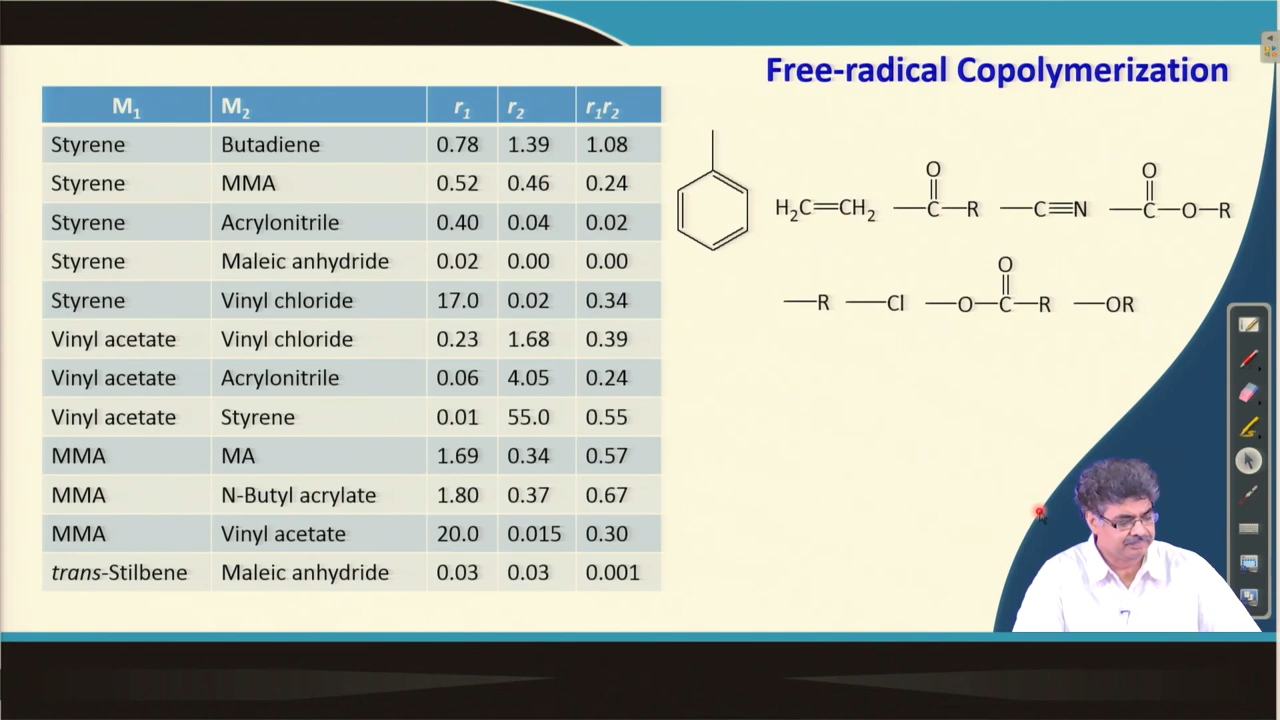 Free-radical Copolymerization
M₁ M₂ r₁ r₂ r₁r₂
Styrene Butadiene 0.78 1.39 1.08
Styrene MMA 0.52 0.46 0.24
Styrene Acrylonitrile 0.40 0.04 0.02
Styrene Maleic anhydride 0.02 0.00 0.00
Styrene Vinyl chloride 17.0 0.02 0.34
Vinyl acetate Vinyl chloride 0.23 1.68 0.39
Vinyl acetate Acrylonitrile 0.06 4.05 0.24
Vinyl acetate Styrene 0.01 55.0 0.55
MMA MA 1.69 0.34 0.57
MMA N-Butyl acrylate 1.80 0.37 0.67
MMA Vinyl acetate 20.0 0.015 0.30
trans-Stilbene Maleic anhydride 0.03 0.03 0.001
O O
H₂C=CH₂ —C—R —C≡N —C—O—R
O
—R —Cl —O—C—R —OR